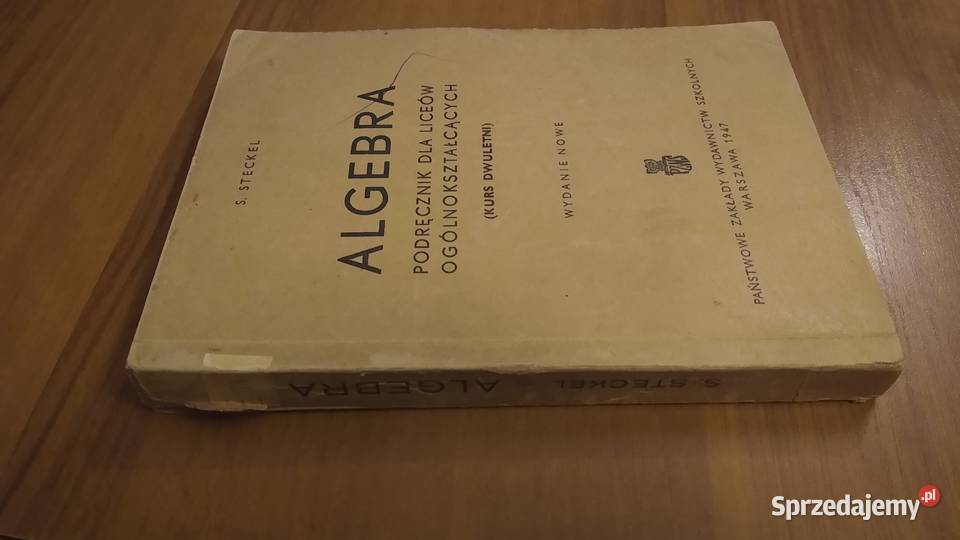 S. STECKEL
ALGEBRA
PODRĘCZNIK DLA LICEÓW
OGÓLNOKSZTAŁCĄCYCH
(KURS DWULETNI)
WYDANIE NOWE
PZWS
PAŃSTWOWE ZAKŁADY WYDAWNICTW SZKOLNYCH
WARSZAWA 1947
S. STECKEL ALGEBRA
Sprzedajemy.pl